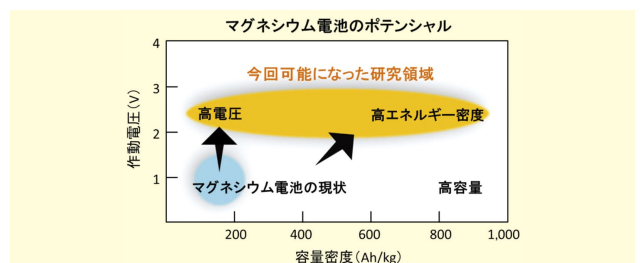 マグネシウム電池のポテンシャル
4
今回可能になった研究領域
3
高電圧 高エネルギー密度
作動電圧(V)
2
1
マグネシウム電池の現状 高容量
200 400 600 800 1,000
容量密度(Ah/kg)